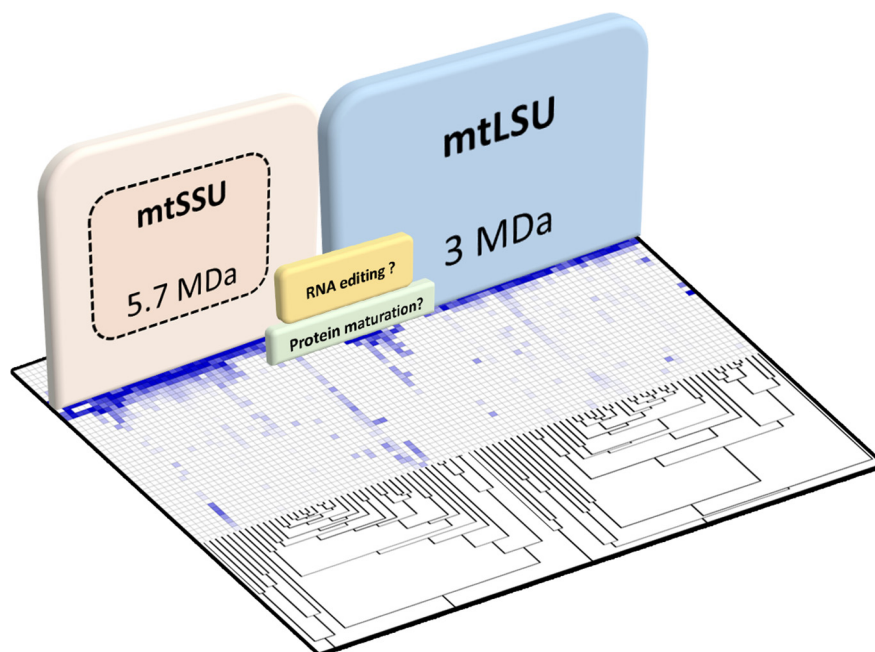 mtSSU
5.7 MDa
mtLSU
3 MDa
RNA editing ?
Protein maturation?